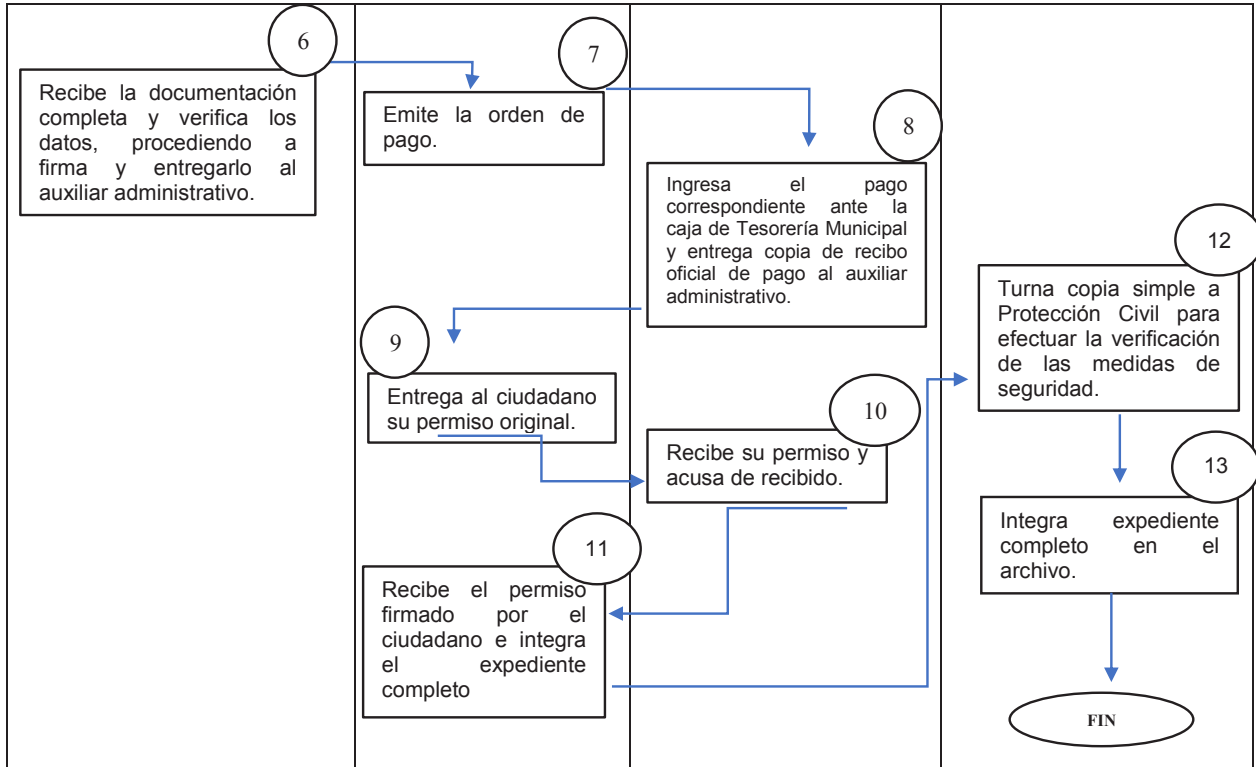 6
Recibe la documentación
completa y verifica los
datos, procediendo a
firma y entregarlo al
auxiliar administrativo.
7
Emite la orden de
pago.
8
Ingresa el pago
correspondiente ante la
caja de Tesorería Municipal
y entrega copia de recibo
oficial de pago al auxiliar
administrativo.
9
Entrega al ciudadano
su permiso original.
10
Recibe su permiso y
acusa de recibido.
11
Recibe el permiso
firmado por el
ciudadano e integra
el expediente
completo
12
Turna copia simple a
Protección Civil para
efectuar la verificación
de las medidas de
seguridad.
13
Integra expediente
completo en el
archivo.
FIN